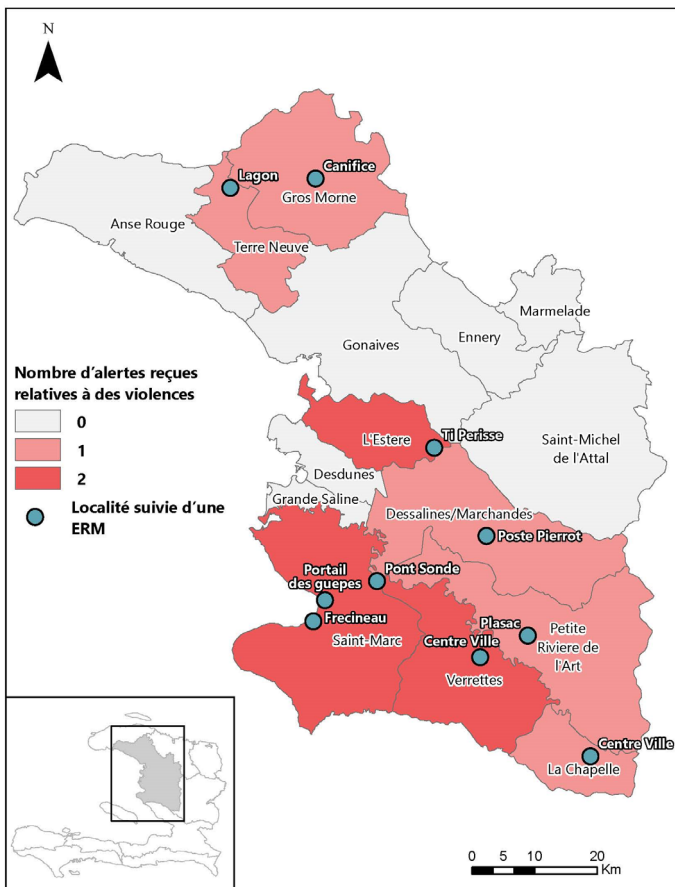 N
Lagon
Canifice
Gros Morne
Anse Rouge
Terre Neuve
Marmelade
Ennery
Gonaives
Nombre d'alertes reçues
relatives à des violences
0
1
2
Localité suivie d'une
ERM
L'Estere
Ti Perisse
Saint-Michel
de l'Attal
Desdunes
Grande Saline
Dessalines/Marchandes
Poste Pierrot
Portail
des guepes
Pont Sonde
Frecineau
Saint-Marc
Centre Ville
Verrettes
Plasac
Petite
Riviere de
l'Art
Centre Ville
La Chapelle
0 5 10 20
Km